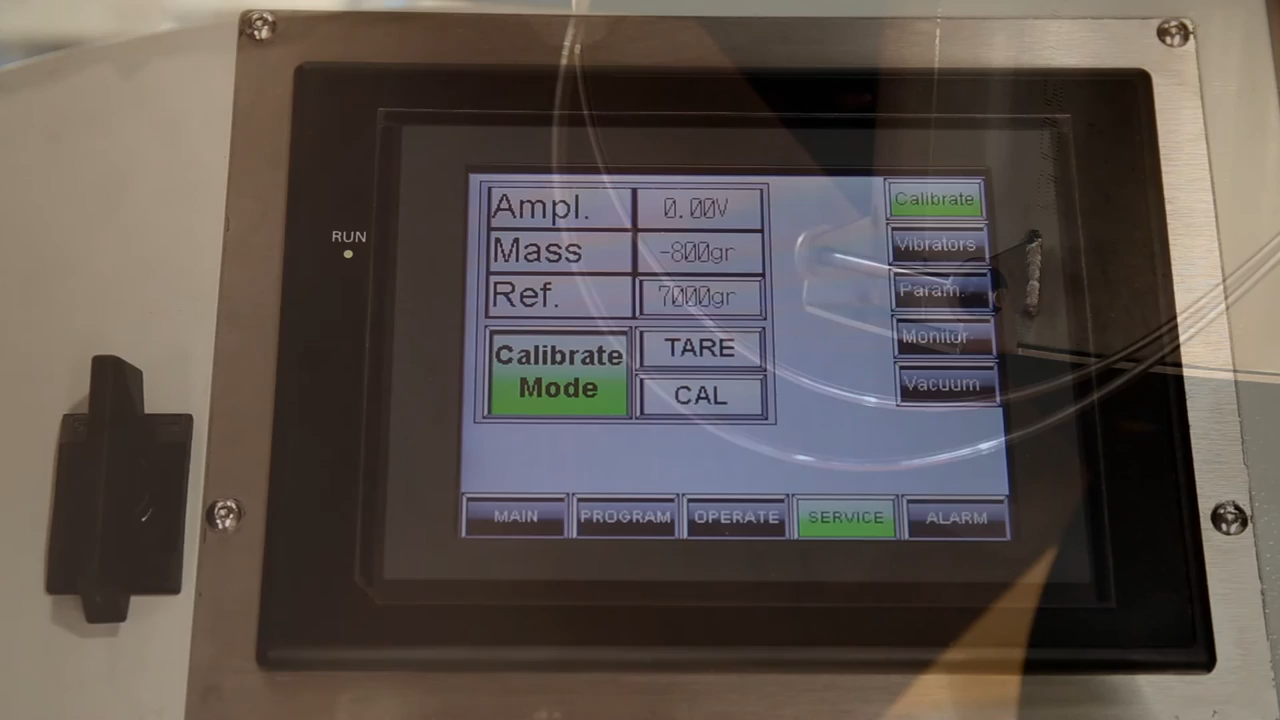 RUN
Ampl. 0.00V
Mass -800gr
Ref. 7000gr
Calibrate
Mode
TARE
CAL
Calibrate
Vibrators
Param.
Monitor
Vacuum
MAIN PROGRAM OPERATE SERVICE ALARM